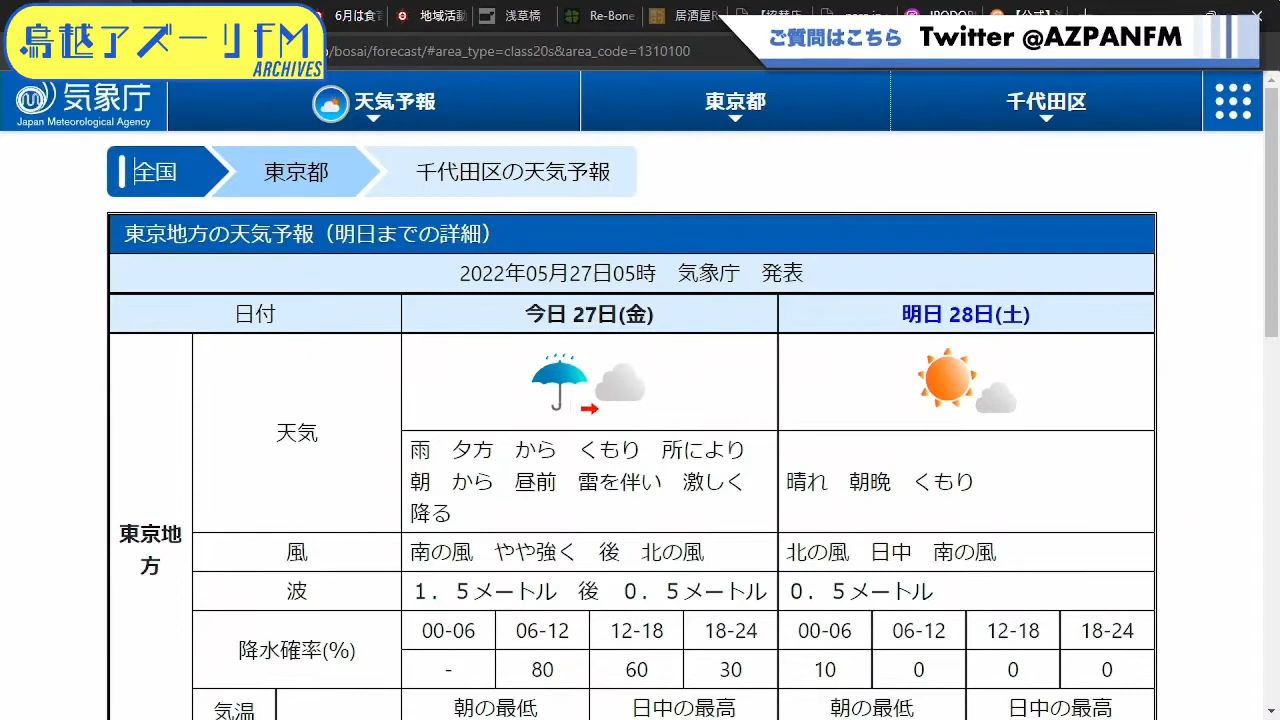 鳥越アズーリFM
ARCHIVES
6月は食
地域活
Re-Bone
居酒屋
ご質問はこちら Twitter @AZPANFM
/bosai/forecast/#area_type=class20s&area_code=1310100
気象庁
Japan Meteorological Agency
天気予報 東京都 千代田区
全国 東京都 千代田区の天気予報
東京地方の天気予報（明日までの詳細）
2022年05月27日05時 気象庁 発表
日付 今日 27日(金) 明日 28日(土)
東京地方
天気
雨 夕方 から くもり 所により
朝 から 昼前 雷を伴い 激しく
降る
晴れ 朝晩 くもり
風 南の風 やや強く 後 北の風 北の風 日中 南の風
波 １．５メートル 後 ０．５メートル ０．５メートル
降水確率(%)
00-06 06-12 12-18 18-24 00-06 06-12 12-18 18-24
- 80 60 30 10 0 0 0
気温 朝の最低 日中の最高 朝の最低 日中の最高